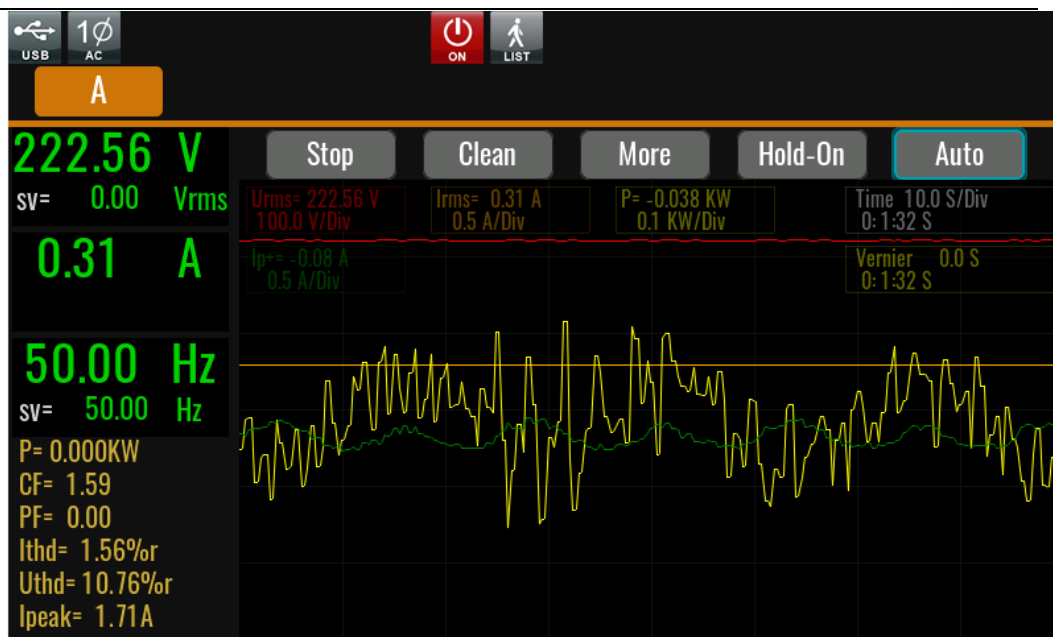 USB
1Ø
AC
ON
LIST
A
222.56 V
sv= 0.00 Vrms
0.31 A
50.00 Hz
sv= 50.00 Hz
P= 0.000KW
CF= 1.59
PF= 0.00
Ithd= 1.56%r
Uthd= 10.76%r
Ipeak= 1.71A
Stop Clean More Hold-On Auto
Urms= 222.56 V
100.0 V/Div
Irms= 0.31 A
0.5 A/Div
P= -0.038 KW
0.1 KW/Div
Time 10.0 S/Div
0: 1:32 S
Ip+= -0.08 A
0.5 A/Div
Vernier 0.0 S
0: 1:32 S